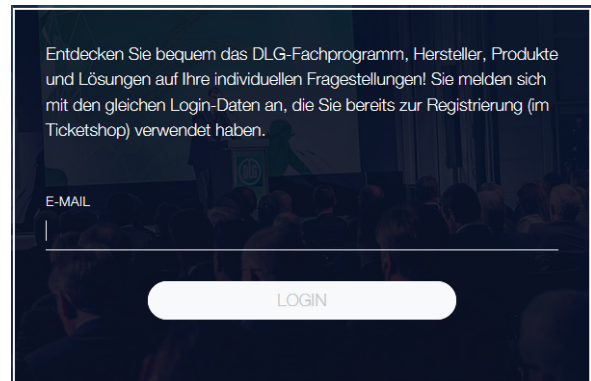 Entdecken Sie bequem das DLG-Fachprogramm, Hersteller, Produkte
und Lösungen auf Ihre individuellen Fragestellungen! Sie melden sich
mit den gleichen Login-Daten an, die Sie bereits zur Registrierung (im
Ticketshop) verwendet haben.
DLG
E-MAIL
LOGIN